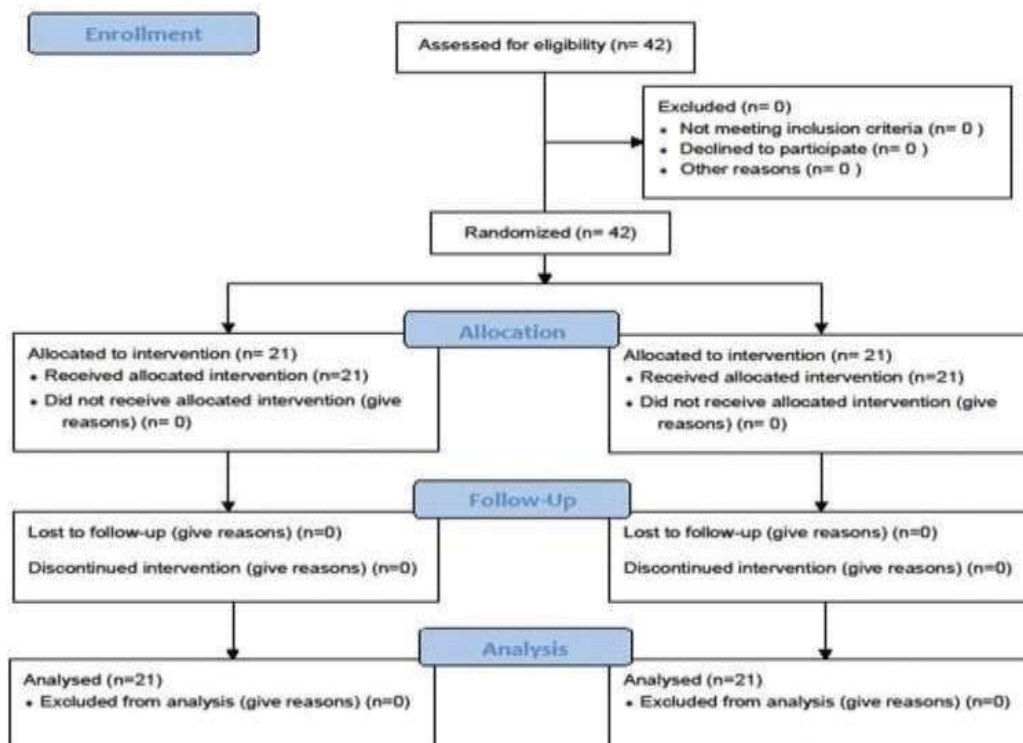 Enrollment
Assessed for eligibility (n= 42)
Excluded (n= 0)
• Not meeting inclusion criteria (n= 0 )
• Declined to participate (n= 0 )
• Other reasons (n= 0 )
Randomized (n= 42)
Allocation
Allocated to intervention (n= 21)
• Received allocated intervention (n=21)
• Did not receive allocated intervention (give
reasons) (n= 0)
Allocated to intervention (n= 21)
• Received allocated intervention (n=21)
• Did not receive allocated intervention (give
reasons) (n= 0)
Follow-Up
Lost to follow-up (give reasons) (n=0)
Discontinued intervention (give reasons) (n=0)
Lost to follow-up (give reasons) (n=0)
Discontinued intervention (give reasons) (n=0)
Analysis
Analysed (n=21)
• Excluded from analysis (give reasons) (n=0)
Analysed (n=21)
• Excluded from analysis (give reasons) (n=0)